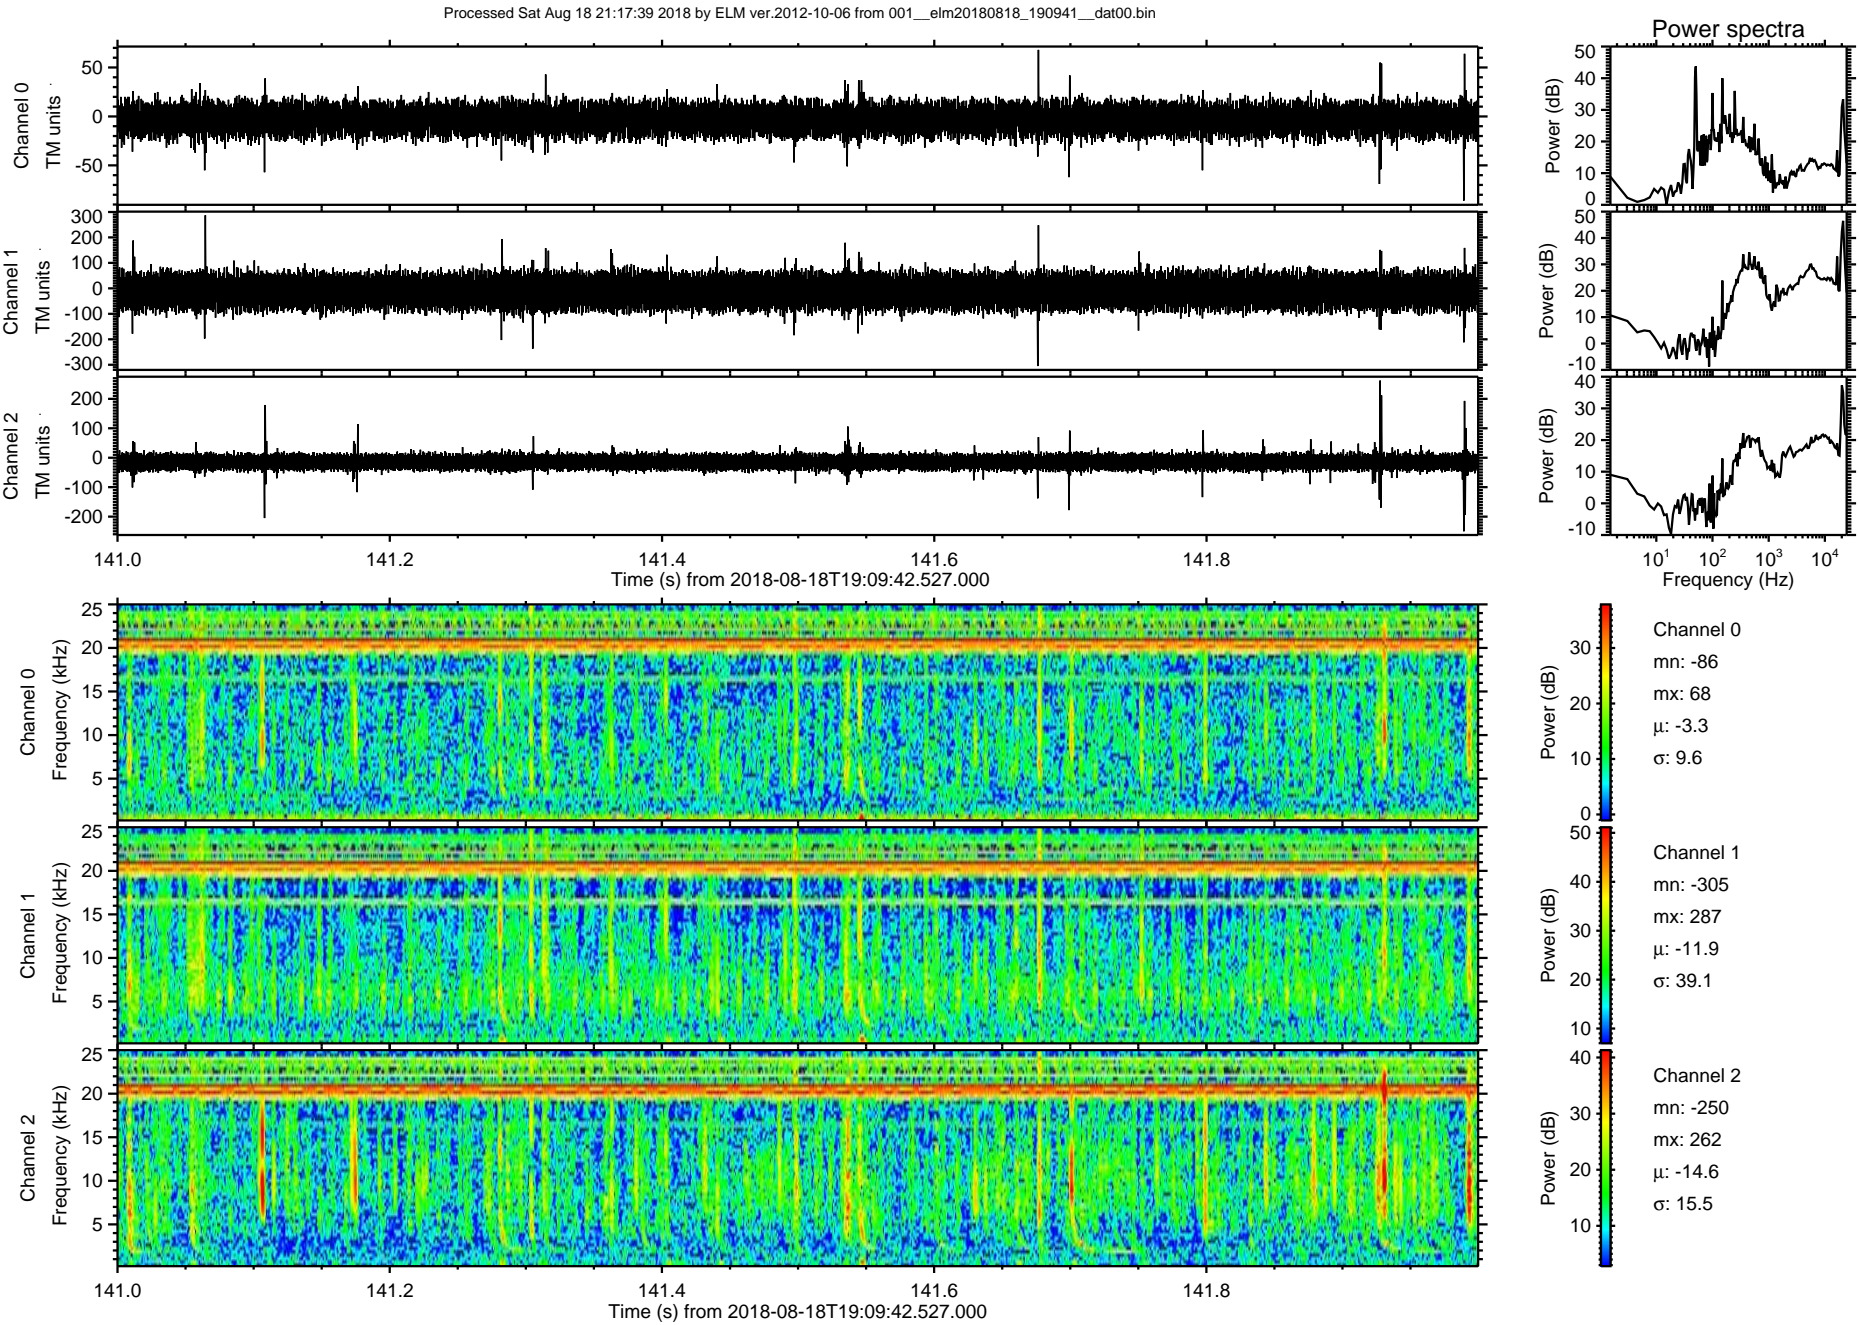 Processed Sat Aug 18 21:17:39 2018 by ELM ver.2012-10-06 from 001__elm20180818_190941__dat00.bin
Power spectra
Channel 0
TM units
50
0
-50
Power (dB)
50
40
30
20
10
0
Channel 1
TM units
300
200
100
0
-100
-200
-300
Power (dB)
50
40
30
20
10
0
-10
Channel 2
TM units
200
100
0
-100
-200
Power (dB)
40
30
20
10
0
-10
141.0 141.2 141.4 141.6 141.8
Time (s) from 2018-08-18T19:09:42.527.000
10^1 10^2 10^3 10^4
Frequency (Hz)
Channel 0
Frequency (kHz)
25
20
15
10
5
Power (dB)
30
20
10
0
Channel 0
mn: -86
mx: 68
μ: -3.3
σ: 9.6
Channel 1
Frequency (kHz)
25
20
15
10
5
Power (dB)
50
40
30
20
10
Channel 1
mn: -305
mx: 287
μ: -11.9
σ: 39.1
Channel 2
Frequency (kHz)
25
20
15
10
5
Power (dB)
40
30
20
10
Channel 2
mn: -250
mx: 262
μ: -14.6
σ: 15.5
141.0 141.2 141.4 141.6 141.8
Time (s) from 2018-08-18T19:09:42.527.000